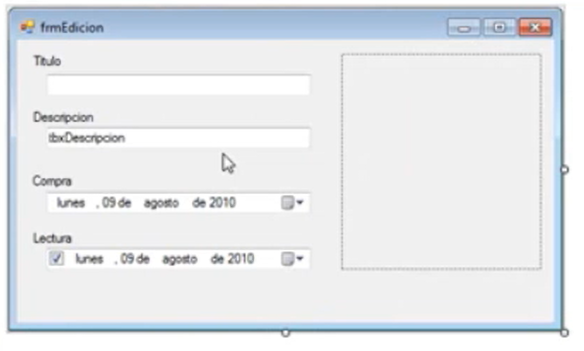 frmEdicion
Titulo
Descripcion
tbxDescripcion
Compra
lunes , 09 de agosto de 2010
Lectura
lunes , 09 de agosto de 2010